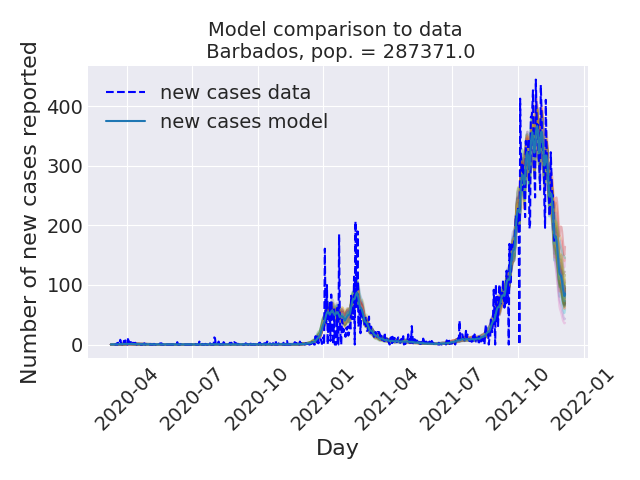 Model comparison to data
Barbados, pop. = 287371.0
Number of new cases reported
400
300
200
100
0
new cases data
new cases model
2020-04
2020-07
2020-10
2021-01
2021-04
2021-07
2021-10
2022-01
Day